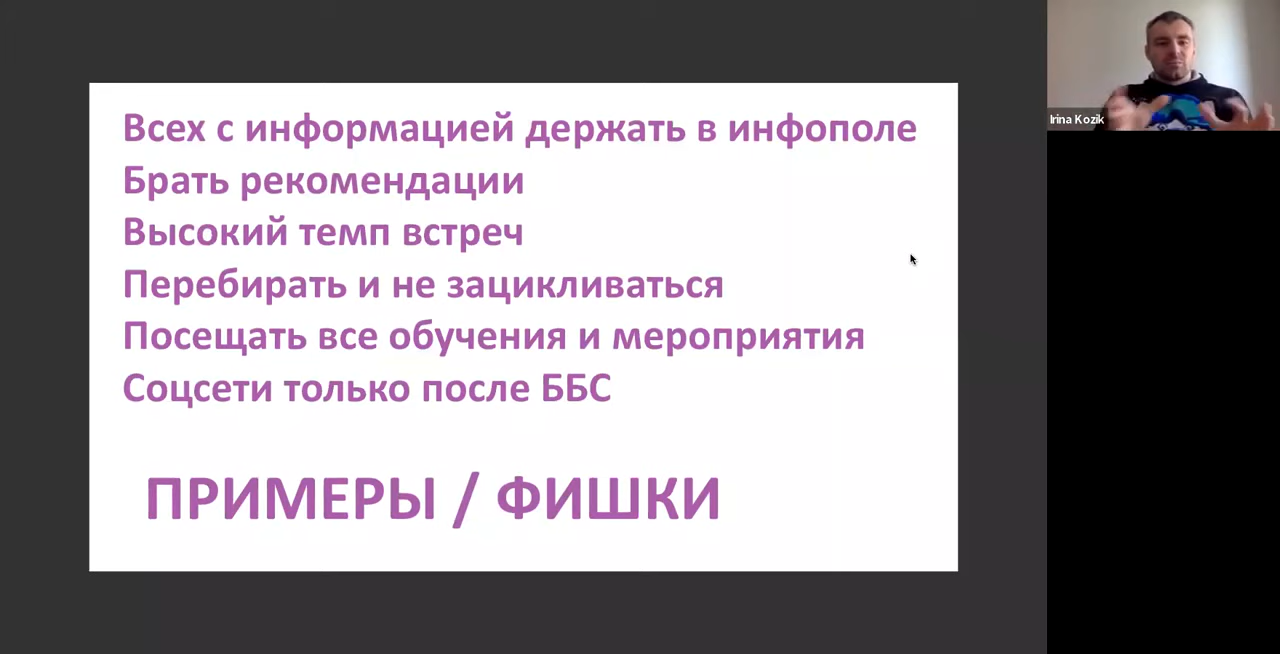 Всех с информацией держать в инфополе
Брать рекомендации
Высокий темп встреч
Перебирать и не зацикливаться
Посещать все обучения и мероприятия
Соцсети только после ББС
ПРИМЕРЫ / ФИШКИ
Irina Kozik